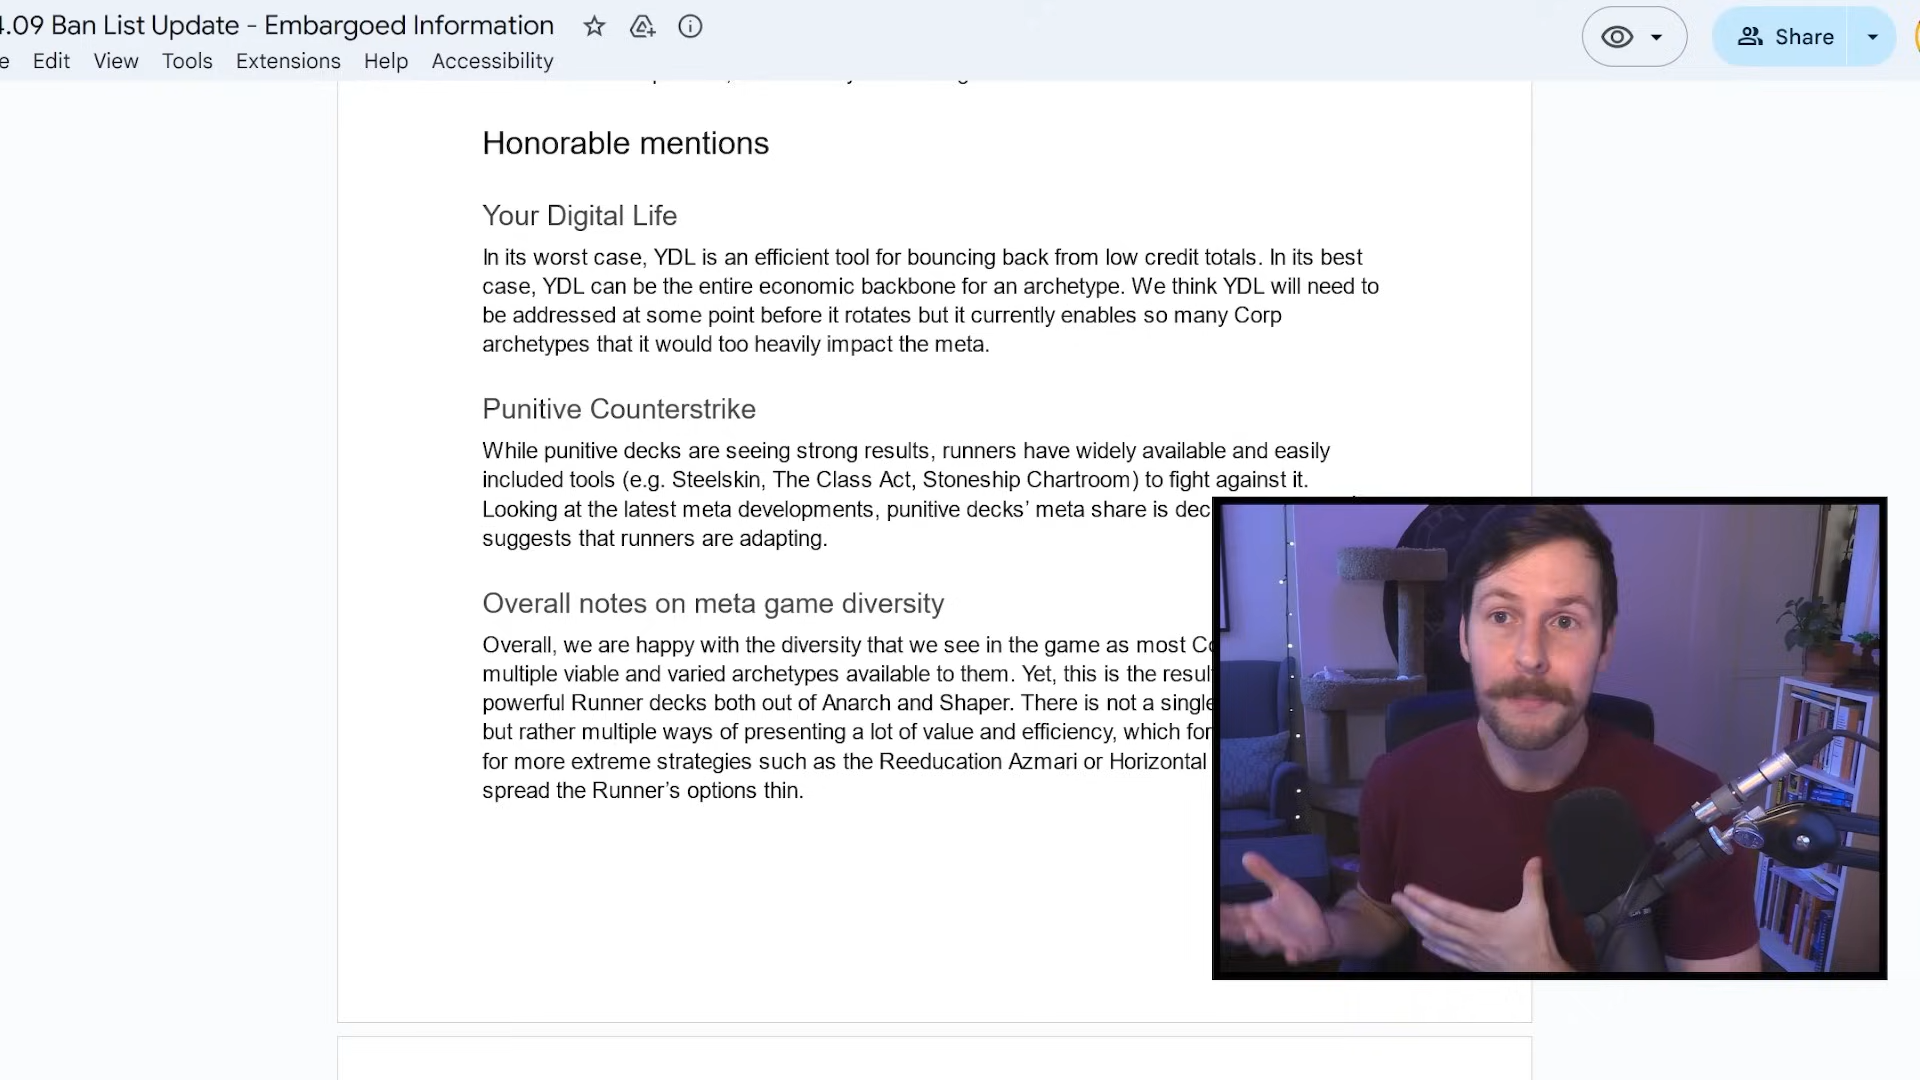 4.09 Ban List Update - Embargoed Information
Edit View Tools Extensions Help Accessibility
Share
Honorable mentions
Your Digital Life
In its worst case, YDL is an efficient tool for bouncing back from low credit totals. In its best
case, YDL can be the entire economic backbone for an archetype. We think YDL will need to
be addressed at some point before it rotates but it currently enables so many Corp
archetypes that it would too heavily impact the meta.
Punitive Counterstrike
While punitive decks are seeing strong results, runners have widely available and easily
included tools (e.g. Steelskin, The Class Act, Stoneship Chartroom) to fight against it.
Looking at the latest meta developments, punitive decks’ meta share is dec
suggests that runners are adapting.
Overall notes on meta game diversity
Overall, we are happy with the diversity that we see in the game as most Co
multiple viable and varied archetypes available to them. Yet, this is the resul
powerful Runner decks both out of Anarch and Shaper. There is not a single
but rather multiple ways of presenting a lot of value and efficiency, which for
for more extreme strategies such as the Reeducation Azmari or Horizontal
spread the Runner’s options thin.